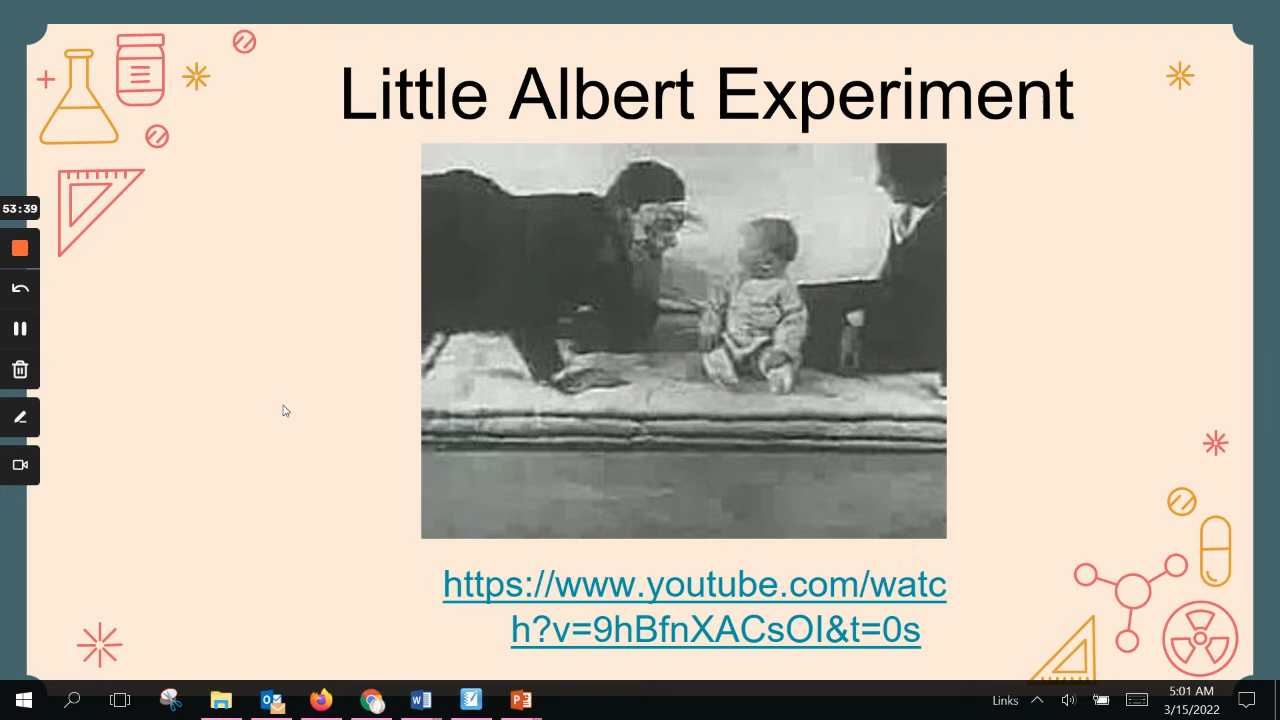 Little Albert Experiment
53:39
https://www.youtube.com/watc
h?v=9hBfnXACsOI&t=0s
Links
5:01 AM
3/15/2022